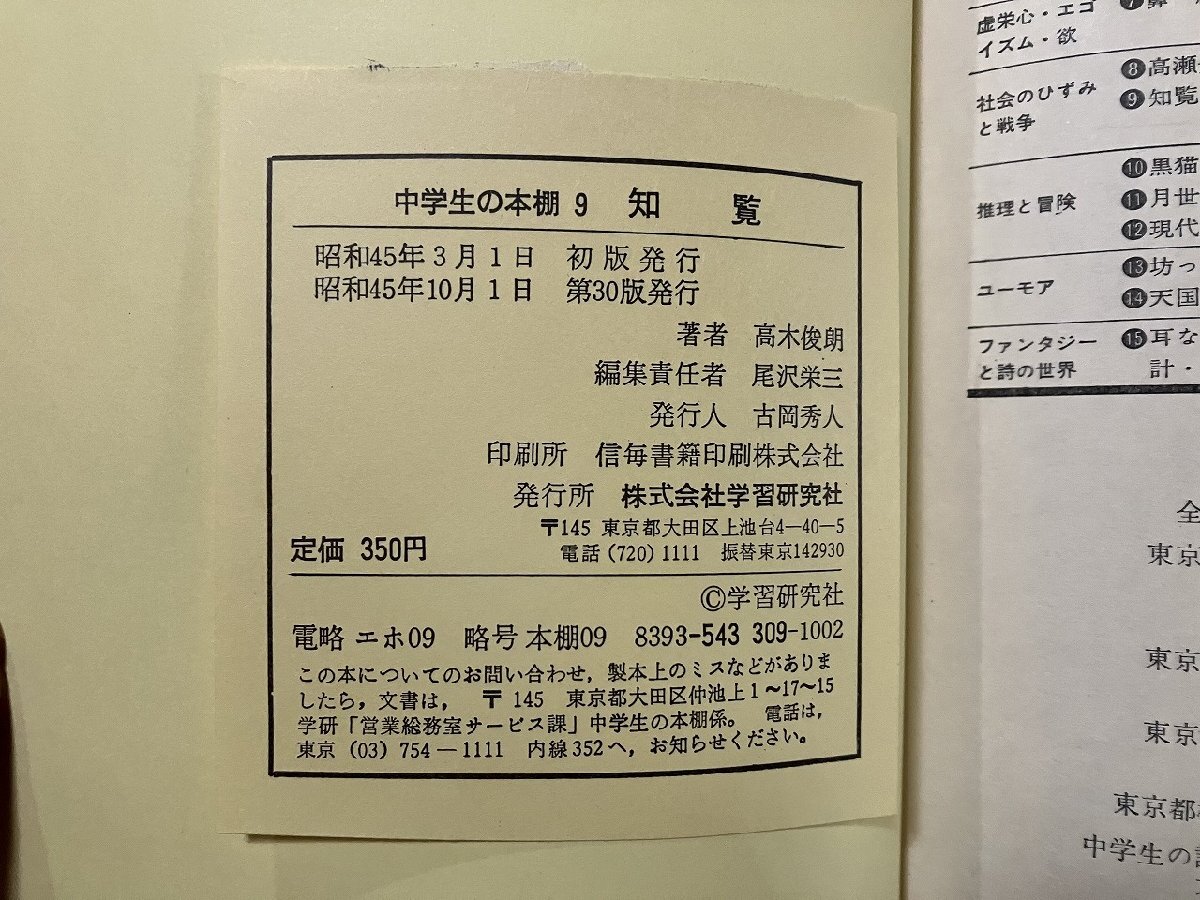 中学生の本棚 9 知 覧
昭和45年3月1日 初版発行
昭和45年10月1日 第30版発行
著者 高木俊朗
編集責任者 尾沢栄三
発行人 古岡秀人
印刷所 信毎書籍印刷株式会社
発行所 株式会社学習研究社
〒145 東京都大田区上池台4―40―5
定価 350円 電話(720)1111 振替東京142930
©学習研究社
電略 エホ09 略号 本棚09 8393-543 309-1002
この本についてのお問い合わせ,製本上のミスなどがありま
したら,文書は, 〒145 東京都大田区仲池上1〜17〜15
学研「営業総務室サービス課」中学生の本棚係。 電話は,
東京 (03) 754―1111 内線352へ,お知らせください。
虚栄心・エゴ
イズム・欲
社会のひずみ
と戦争
❽高瀬
❾知覧
推理と冒険
❿黒猫
⓫月世
⓬現代
ユーモア
⓭坊っ
⓮天国
ファンタジー
と詩の世界
⓯耳な
計・
全
東京
東京
東京
東京都
中学生の